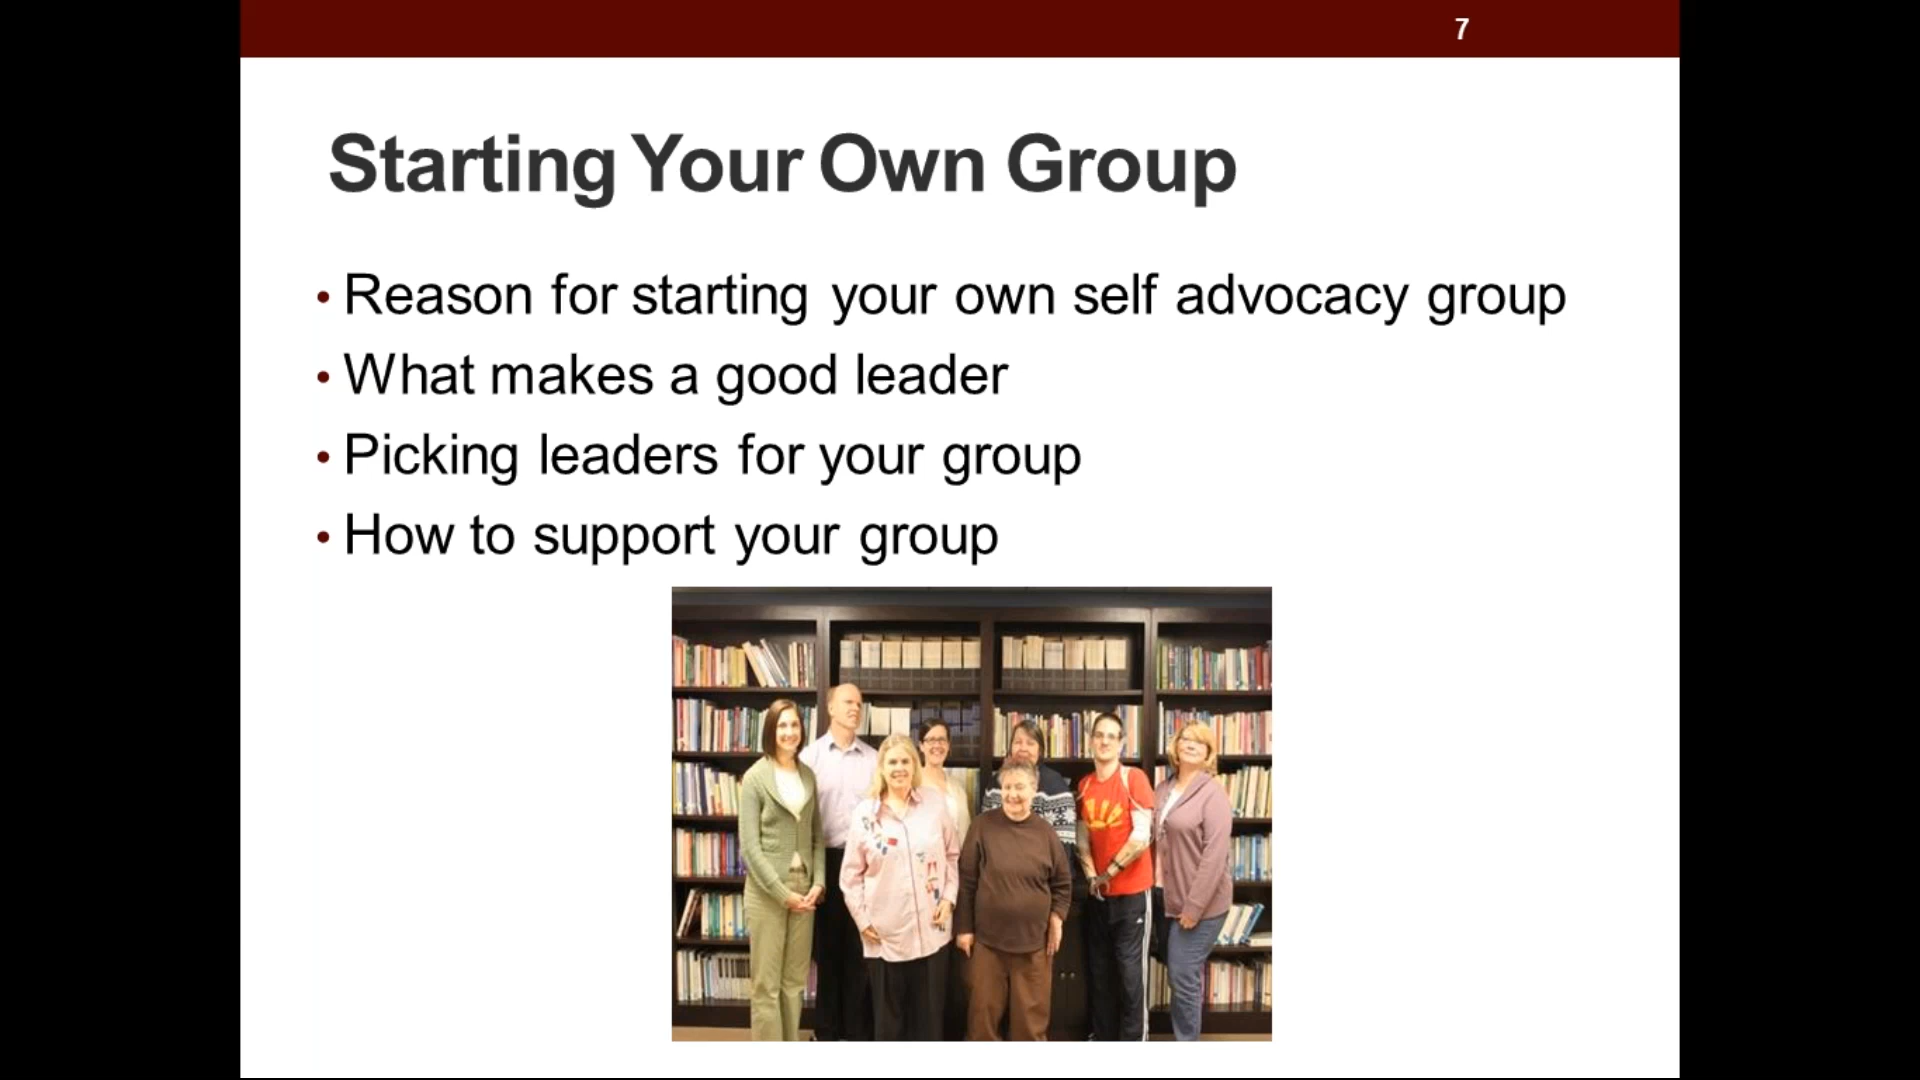 7
Starting Your Own Group
• Reason for starting your own self advocacy group
• What makes a good leader
• Picking leaders for your group
• How to support your group